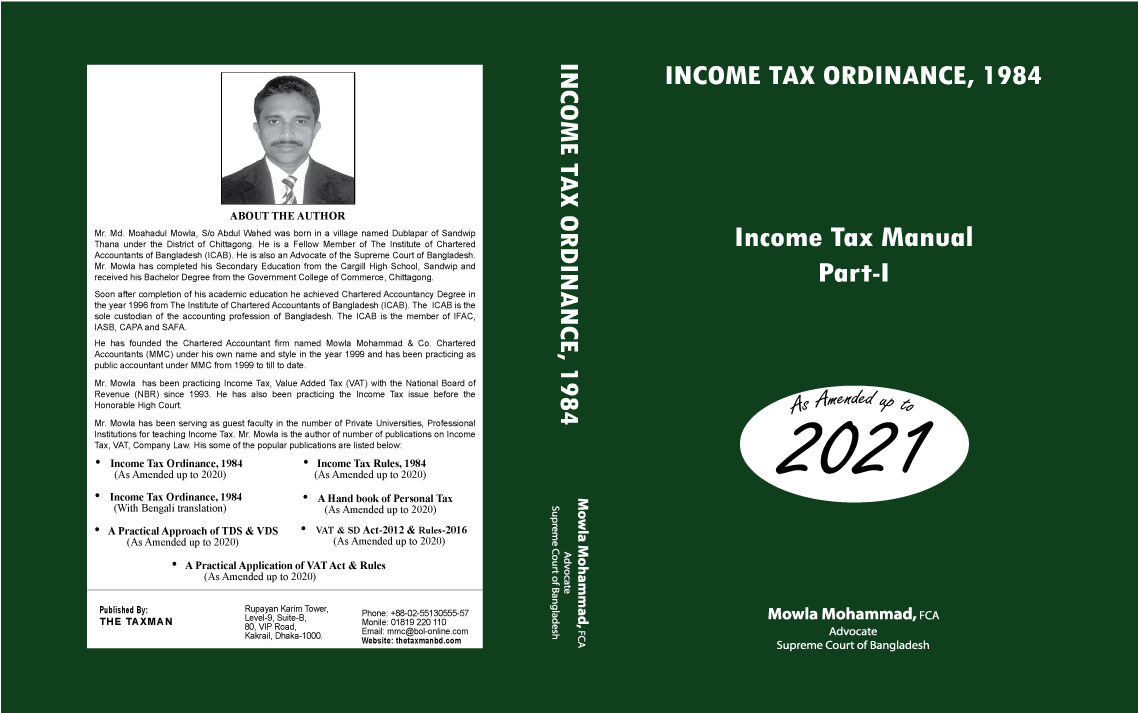 ABOUT THE AUTHOR
Mr. Md. Moahadul Mowla, S/o Abdul Wahed was born in a village named Dublapar of Sandwip
Thana under the District of Chittagong. He is a Fellow Member of The Institute of Chartered
Accountants of Bangladesh (ICAB). He is also an Advocate of the Supreme Court of Bangladesh.
Mr. Mowla has completed his Secondary Education from the Cargill High School, Sandwip and
received his Bachelor Degree from the Government College of Commerce, Chittagong.
Soon after completion of his academic education he achieved Chartered Accountancy Degree in
the year 1996 from The Institute of Chartered Accountants of Bangladesh (ICAB). The ICAB is the
sole custodian of the accounting profession of Bangladesh. The ICAB is the member of IFAC,
IASB, CAPA and SAFA.
He has founded the Chartered Accountant firm named Mowla Mohammad & Co. Chartered
Accountants (MMC) under his own name and style in the year 1999 and has been practicing as
public accountant under MMC from 1999 to till to date.
Mr. Mowla has been practicing Income Tax, Value Added Tax (VAT) with the National Board of
Revenue (NBR) since 1993. He has also been practicing the Income Tax issue before the
Honorable High Court.
Mr. Mowla has been serving as guest faculty in the number of Private Universities, Professional
Institutions for teaching Income Tax. Mr. Mowla is the author of number of publications on Income
Tax, VAT, Company Law. His some of the popular publications are listed below:
• Income Tax Ordinance, 1984
(As Amended up to 2020)
• Income Tax Rules, 1984
(As Amended up to 2020)
• Income Tax Ordinance, 1984
(With Bengali translation)
• A Hand book of Personal Tax
(As Amended up to 2020)
• A Practical Approach of TDS & VDS
(As Amended up to 2020)
• VAT & SD Act-2012 & Rules-2016
(As Amended up to 2020)
• A Practical Application of VAT Act & Rules
(As Amended up to 2020)
Published By:
THE TAXMAN
Rupayan Karim Tower,
Level-9, Suite-B,
80, VIP Road,
Kakrail, Dhaka-1000.
Phone: +88-02-55130555-57
Monile: 01819 220 110
Email: mmc@bol-online.com
Website: thetaxmanbd.com
INCOME TAX ORDINANCE, 1984
Mowla Mohammad, FCA
Advocate
Supreme Court of Bangladesh
INCOME TAX ORDINANCE, 1984
Income Tax Manual
Part-I
As Amended up to
2021
Mowla Mohammad, FCA
Advocate
Supreme Court of Bangladesh